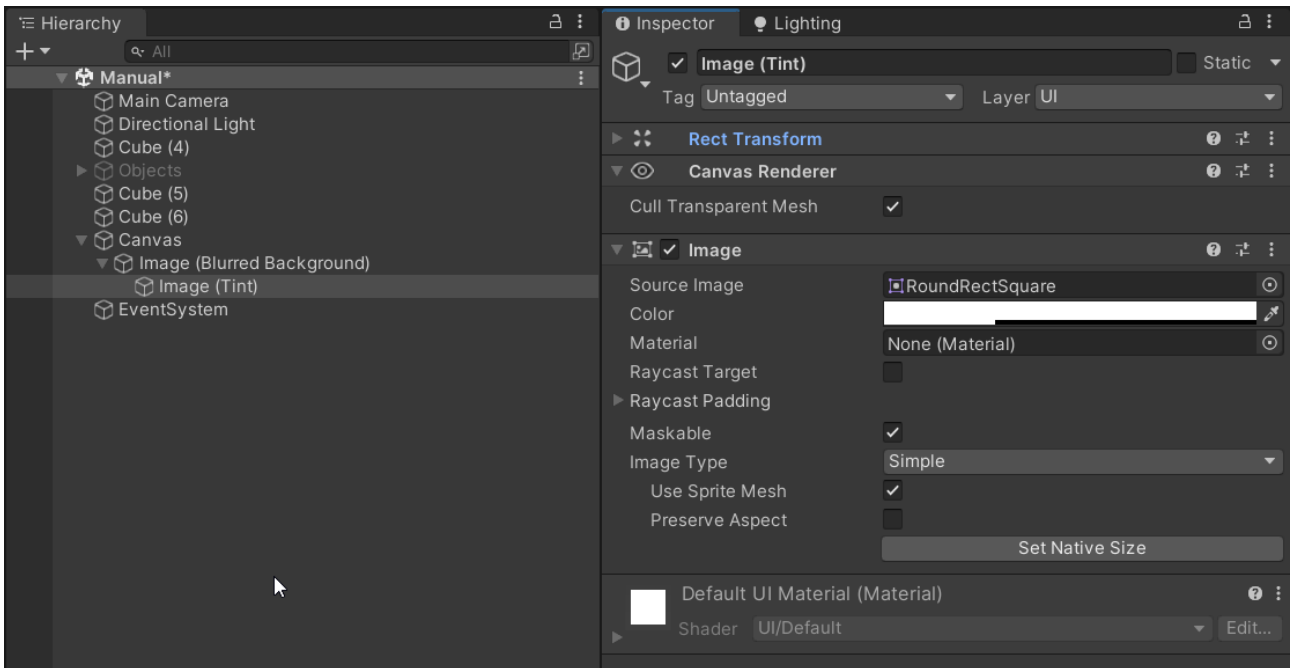 Hierarchy
All
Manual*
Main Camera
Directional Light
Cube (4)
Objects
Cube (5)
Cube (6)
Canvas
Image (Blurred Background)
Image (Tint)
EventSystem
Inspector
Lighting
Image (Tint)
Static
Tag Untagged
Layer UI
Rect Transform
Canvas Renderer
Cull Transparent Mesh
Image
Source Image RoundRectSquare
Color
Material None (Material)
Raycast Target
Raycast Padding
Maskable
Image Type Simple
Use Sprite Mesh
Preserve Aspect
Set Native Size
Default UI Material (Material)
Shader UI/Default Edit...